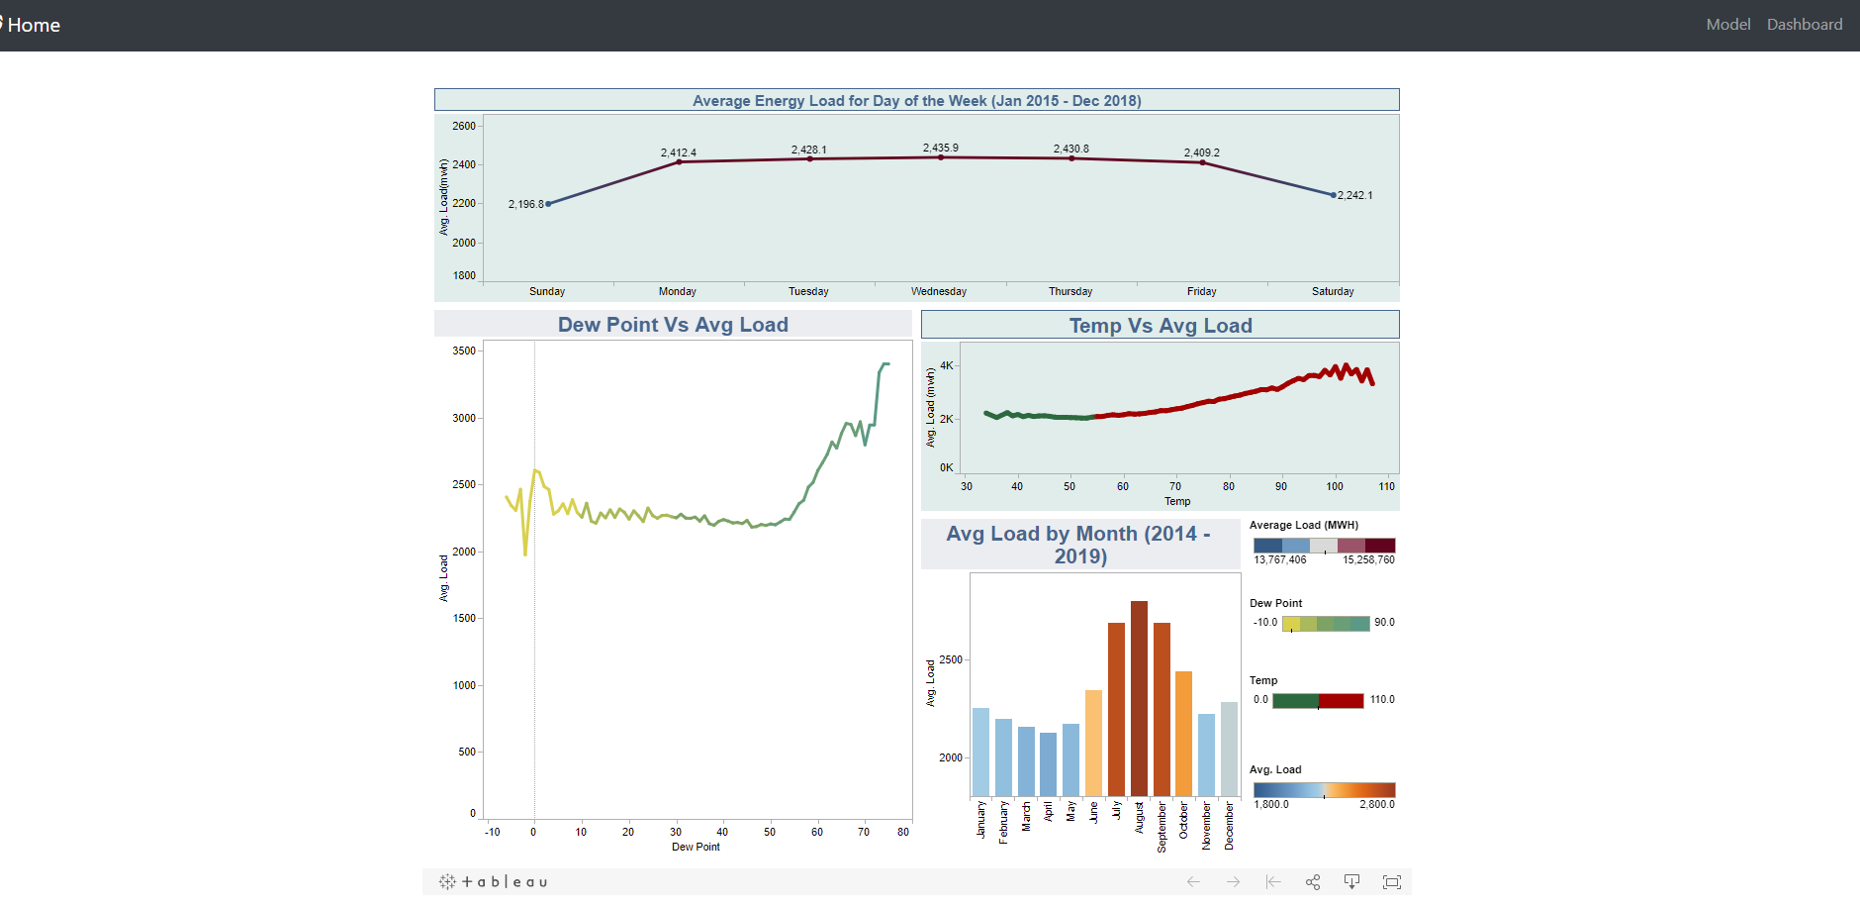 Home
Model Dashboard
Average Energy Load for Day of the Week (Jan 2015 - Dec 2018)
Avg. Load(mwh)
2600
2400
2200
2000
1800
2,196.8
2,412.4
2,428.1
2,435.9
2,430.8
2,409.2
2,242.1
Sunday Monday Tuesday Wednesday Thursday Friday Saturday
Dew Point Vs Avg Load
Avg. Load
3500
3000
2500
2000
1500
1000
500
0
-10 0 10 20 30 40 50 60 70 80
Dew Point
Temp Vs Avg Load
Avg. Load (mwh)
4K
2K
0K
30 40 50 60 70 80 90 100 110
Temp
Avg Load by Month (2014 -
2019)
Avg. Load
2500
2000
January
February
March
April
May
June
July
August
September
October
November
December
Average Load (MWH)
13,767,406 15,258,760
Dew Point
-10.0 90.0
Temp
0.0 110.0
Avg. Load
1,800.0 2,800.0
+ a b | e a u